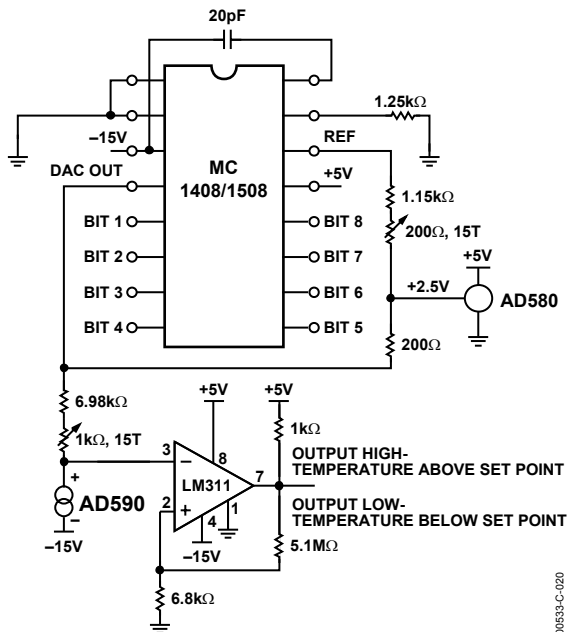 20pF
1.25kΩ
–15V
REF
DAC OUT
MC
1408/1508
+5V
1.15kΩ
BIT 1
BIT 8
200Ω, 15T
BIT 2
BIT 7
+5V
BIT 3
BIT 6
+2.5V
AD580
BIT 4
BIT 5
200Ω
6.98kΩ
+5V
+5V
1kΩ, 15T
1kΩ
3
–
8
OUTPUT HIGH-
TEMPERATURE ABOVE SET POINT
+
AD590
–
–15V
LM311
7
2
+
4
1
–15V
OUTPUT LOW-
TEMPERATURE BELOW SET POINT
5.1MΩ
6.8kΩ
00533-C-020